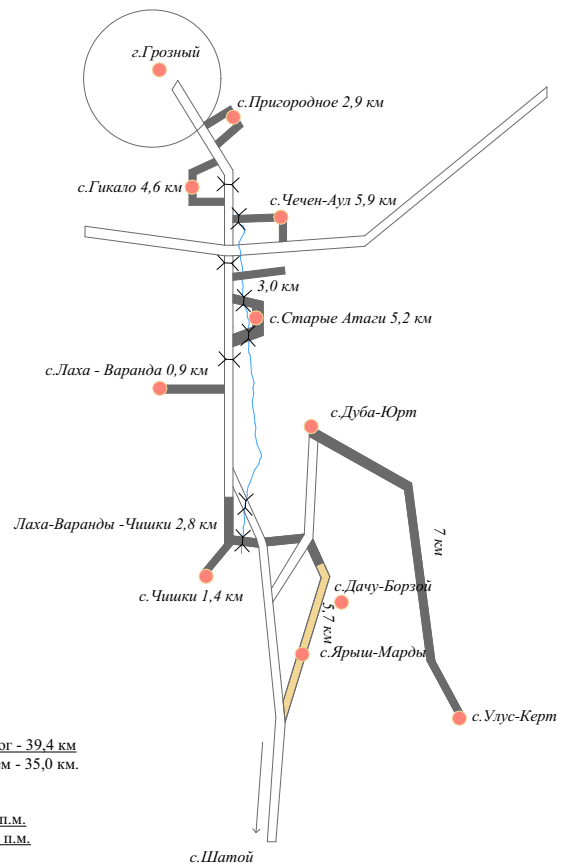 г.Грозный
с.Пригородное 2,9 км
с.Гикало 4,6 км
с.Чечен-Аул 5,9 км
3,0 км
с.Старые Атаги 5,2 км
с.Лаха - Варанда 0,9 км
с.Дуба-Юрт
Лаха-Варанды -Чишки 2,8 км
7 км
с.Дачу-Борзой
с.Чишки 1,4 км
5,7 км
с.Ярыш-Марды
с.Улус-Керт
ог - 39,4 км
ем - 35,0 км.
п.м.
п.м.
с.Шатой